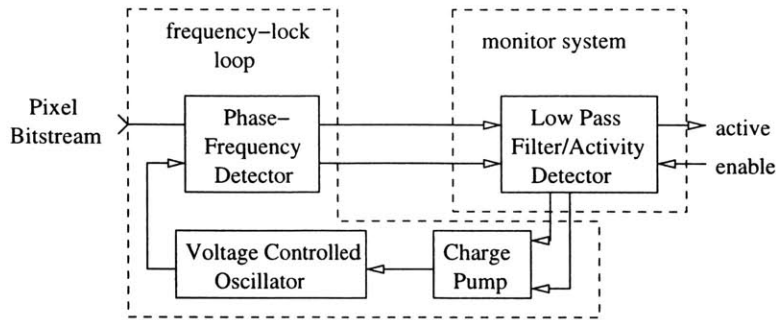 frequency–lock
loop
monitor system
Pixel
Bitstream
Phase–
Frequency
Detector
Low Pass
Filter/Activity
Detector
active
enable
Voltage Controlled
Oscillator
Charge
Pump